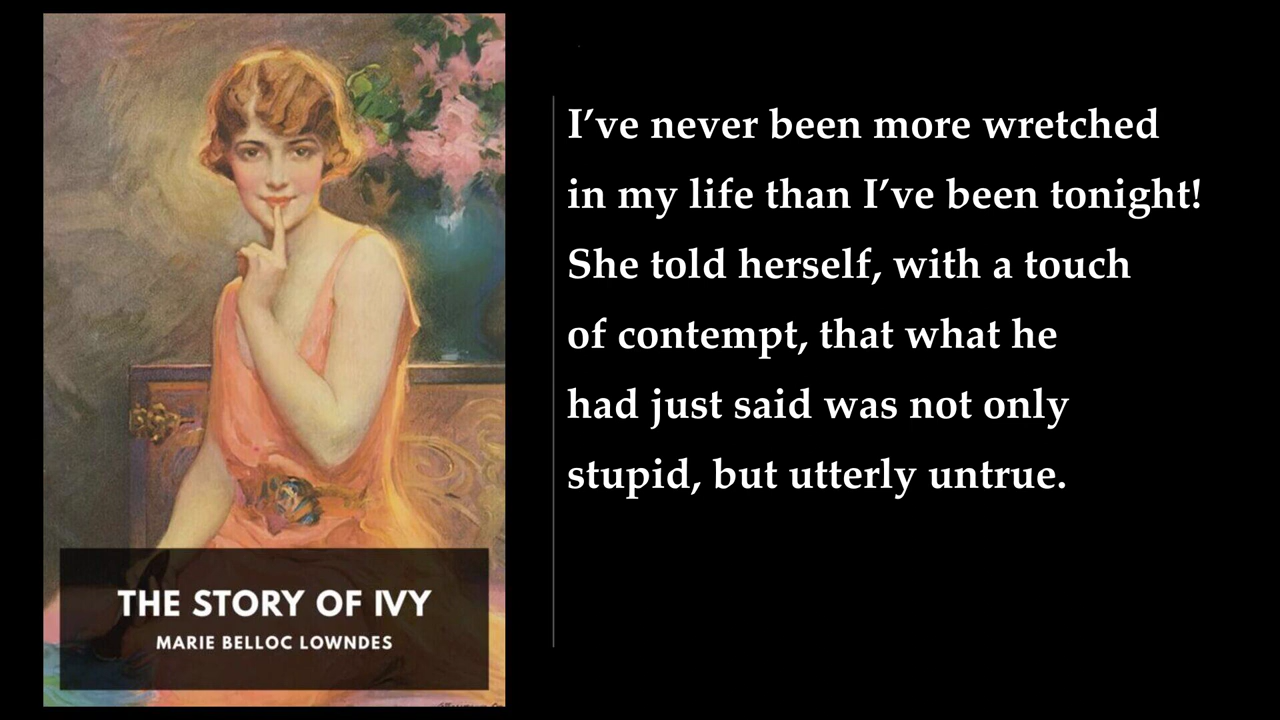 I’ve never been more wretched
in my life than I’ve been tonight!
She told herself, with a touch
of contempt, that what he
had just said was not only
stupid, but utterly untrue.
THE STORY OF IVY
MARIE BELLOC LOWNDES